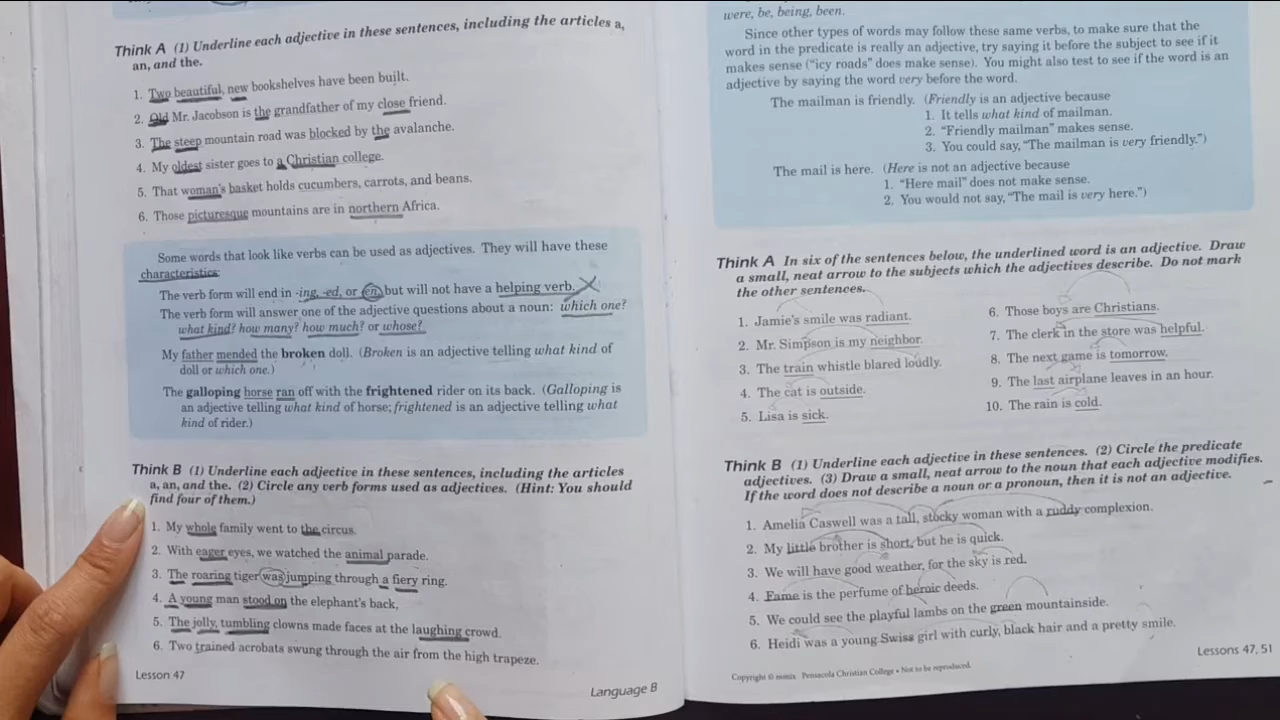 Think A (1) Underline each adjective in these sentences, including the articles a,
an, and the.
1. Two beautiful, new bookshelves have been built.
2. Old Mr. Jacobson is the grandfather of my close friend.
3. The steep mountain road was blocked by the avalanche.
4. My oldest sister goes to a Christian college.
5. That woman's basket holds cucumbers, carrots, and beans.
6. Those picturesque mountains are in northern Africa.
Some words that look like verbs can be used as adjectives. They will have these
characteristics:
The verb form will end in -ing, -ed, or -en, but will not have a helping verb.
The verb form will answer one of the adjective questions about a noun: which one?
what kind? how many? how much? or whose?
My father mended the broken doll. (Broken is an adjective telling what kind of
doll or which one.)
The galloping horse ran off with the frightened rider on its back. (Galloping is
an adjective telling what kind of horse; frightened is an adjective telling what
kind of rider.)
Think B (1) Underline each adjective in these sentences, including the articles
a, an, and the. (2) Circle any verb forms used as adjectives. (Hint: You should
find four of them.)
1. My whole family went to the circus.
2. With eager eyes, we watched the animal parade.
3. The roaring tiger was jumping through a fiery ring.
4. A young man stood on the elephant's back.
5. The jolly, tumbling clowns made faces at the laughing crowd.
6. Two trained acrobats swung through the air from the high trapeze.
Lesson 47
Language B
were, be, being, been.
Since other types of words may follow these same verbs, to make sure that the
word in the predicate is really an adjective, try saying it before the subject to see if it
makes sense ("icy roads" does make sense). You might also test to see if the word is an
adjective by saying the word very before the word.
The mailman is friendly. (Friendly is an adjective because
1. It tells what kind of mailman.
2. "Friendly mailman" makes sense.
3. You could say, "The mailman is very friendly.")
The mail is here. (Here is not an adjective because
1. "Here mail" does not make sense.
2. You would not say, "The mail is very here.")
Think A In six of the sentences below, the underlined word is an adjective. Draw
a small, neat arrow to the subjects which the adjectives describe. Do not mark
the other sentences.
1. Jamie's smile was radiant.
2. Mr. Simpson is my neighbor.
3. The train whistle blared loudly.
4. The cat is outside.
5. Lisa is sick.
6. Those boys are Christians.
7. The clerk in the store was helpful.
8. The next game is tomorrow.
9. The last airplane leaves in an hour.
10. The rain is cold.
Think B (1) Underline each adjective in these sentences. (2) Circle the predicate
adjectives. (3) Draw a small, neat arrow to the noun that each adjective modifies.
If the word does not describe a noun or a pronoun, then it is not an adjective.
1. Amelia Caswell was a tall, stocky woman with a ruddy complexion.
2. My little brother is short, but he is quick.
3. We will have good weather, for the sky is red.
4. Fame is the perfume of heroic deeds.
5. We could see the playful lambs on the green mountainside.
6. Heidi was a young Swiss girl with curly, black hair and a pretty smile.
Lessons 47, 51
Copyright © Pensacola Christian College • Not to be reproduced.